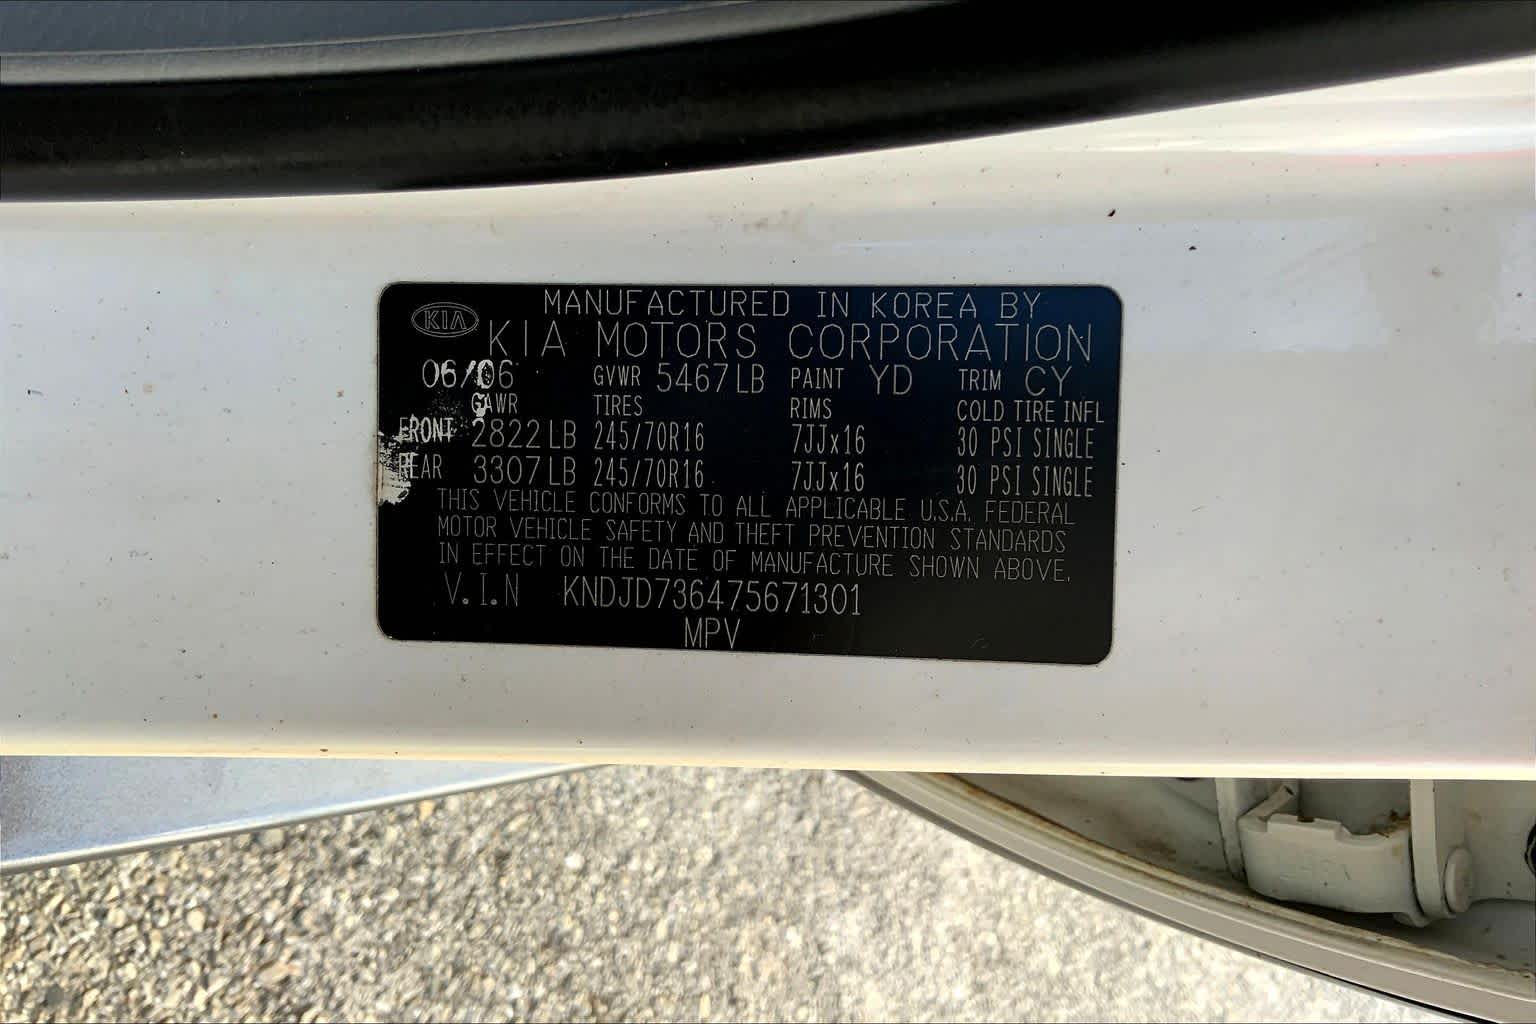 MANUFACTURED IN KOREA BY
KIA KIA MOTORS CORPORATION
06/06 GVWR 5467LB PAINT YD TRIM CY
GAWR TIRES RIMS COLD TIRE INFL
FRONT 2822LB 245/70R16 7JJx16 30 PSI SINGLE
REAR 3307LB 245/70R16 7JJx16 30 PSI SINGLE
THIS VEHICLE CONFORMS TO ALL APPLICABLE U.S.A. FEDERAL
MOTOR VEHICLE SAFETY AND THEFT PREVENTION STANDARDS
IN EFFECT ON THE DATE OF MANUFACTURE SHOWN ABOVE.
V.I.N KNDJD736475671301
MPV